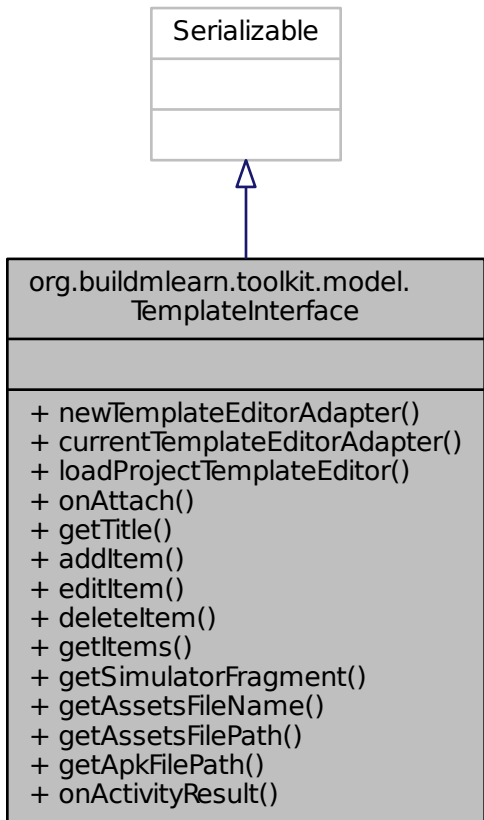 Serializable
org.buildmlearn.toolkit.model.
TemplateInterface
+ newTemplateEditorAdapter()
+ currentTemplateEditorAdapter()
+ loadProjectTemplateEditor()
+ onAttach()
+ getTitle()
+ addItem()
+ editItem()
+ deleteItem()
+ getItems()
+ getSimulatorFragment()
+ getAssetsFileName()
+ getAssetsFilePath()
+ getApkFilePath()
+ onActivityResult()